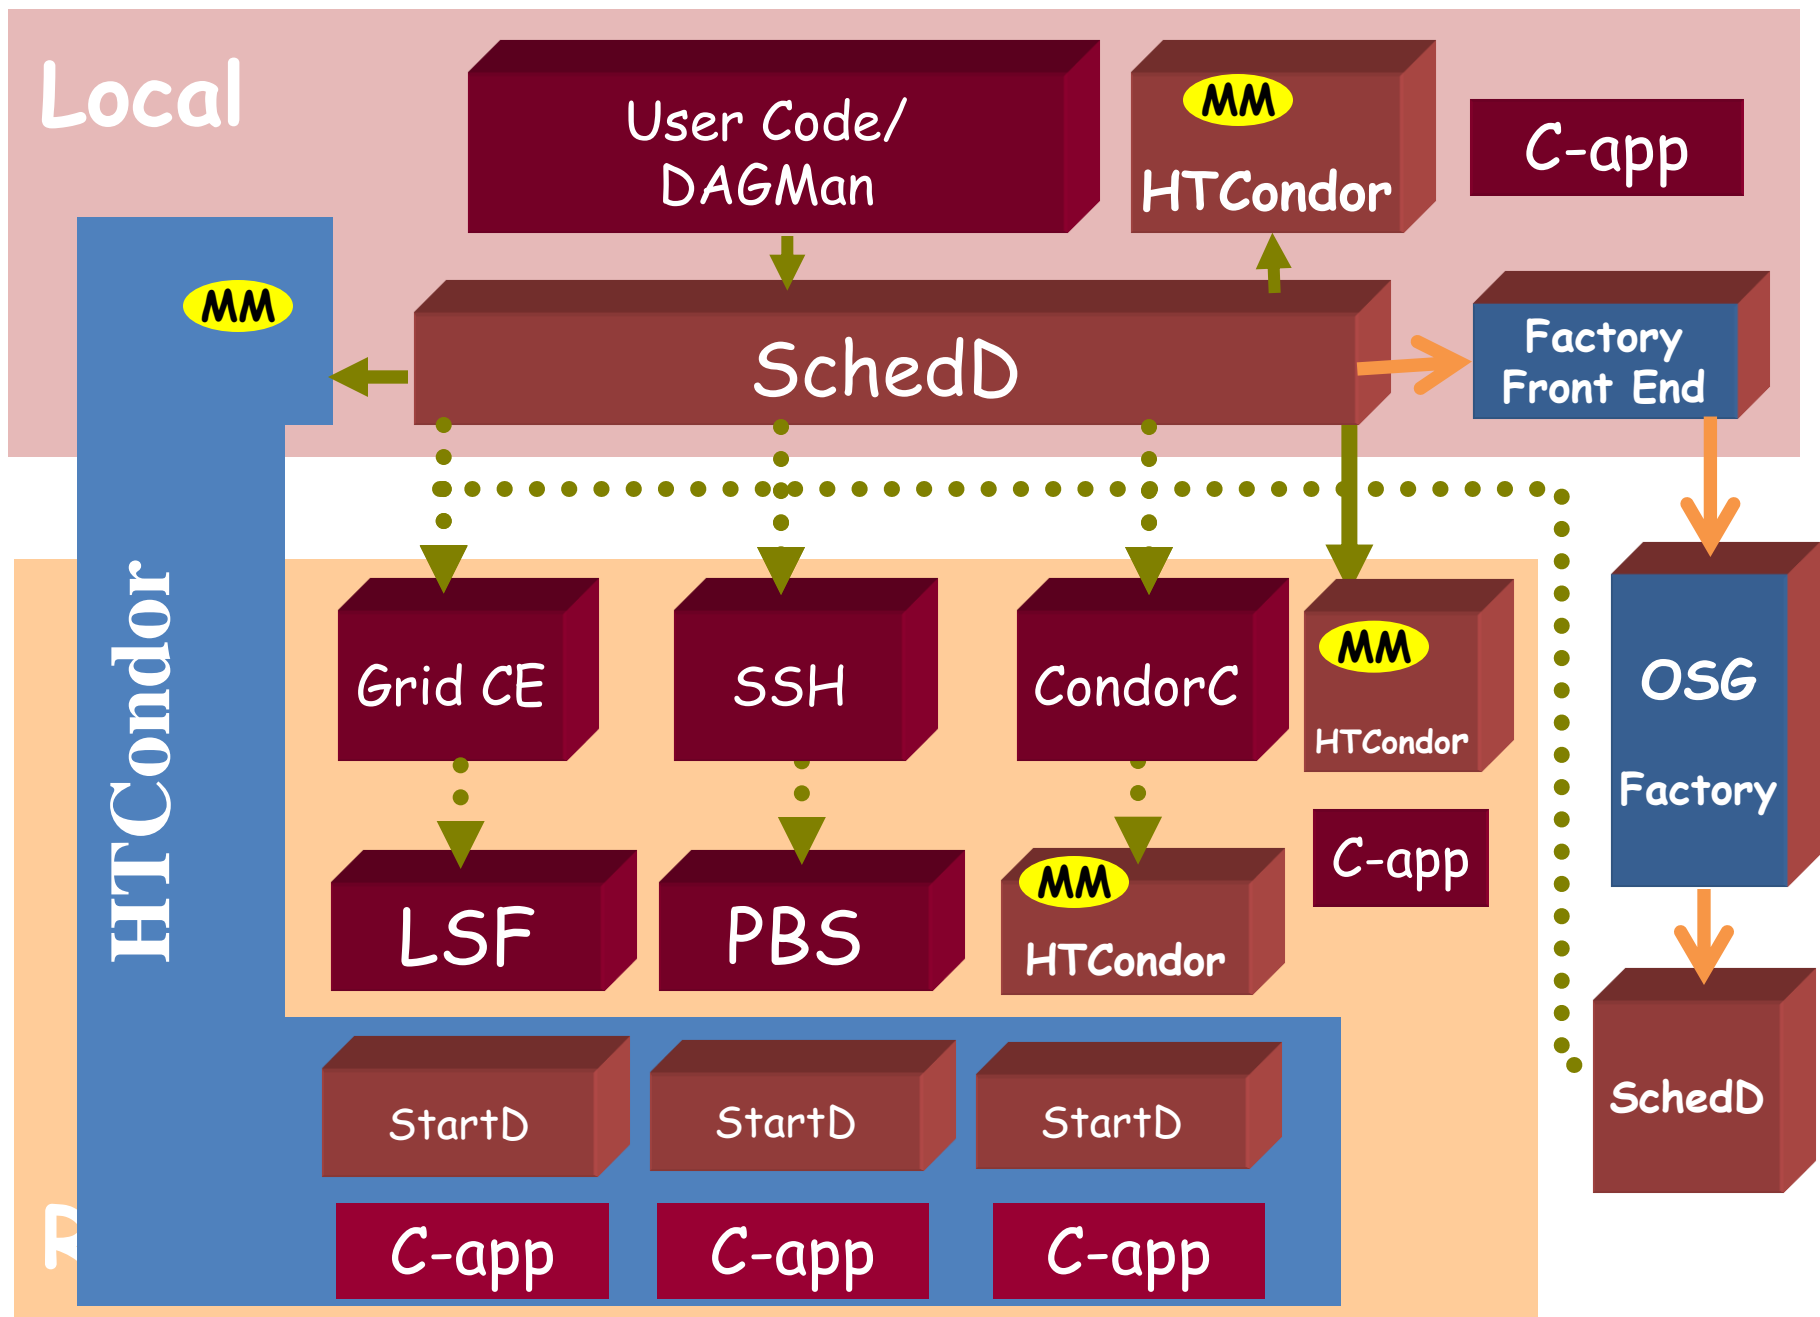 Local
User Code/
DAGMan
MM
HTCondor
C-app
MM
SchedD
Factory
Front End
HTCondor
Grid CE
SSH
CondorC
MM
HTCondor
OSG
Factory
C-app
LSF
PBS
MM
HTCondor
StartD
StartD
StartD
SchedD
C-app
C-app
C-app